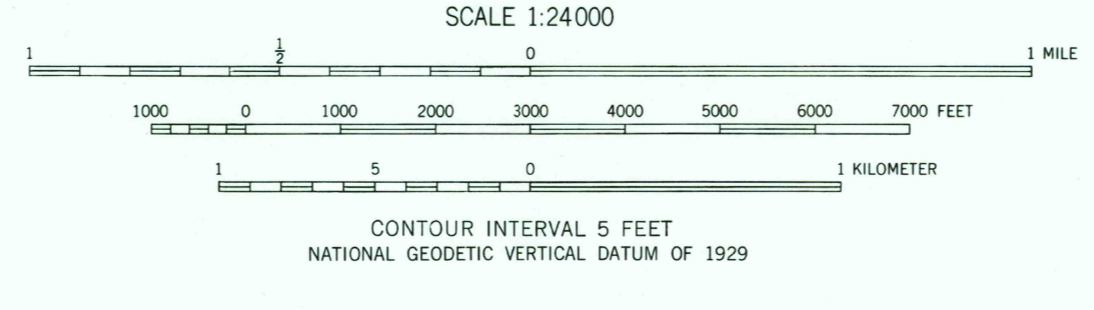 SCALE 1:24000
1 ½ 0 1 MILE
1000 0 1000 2000 3000 4000 5000 6000 7000 FEET
1 5 0 1 KILOMETER
CONTOUR INTERVAL 5 FEET
NATIONAL GEODETIC VERTICAL DATUM OF 1929